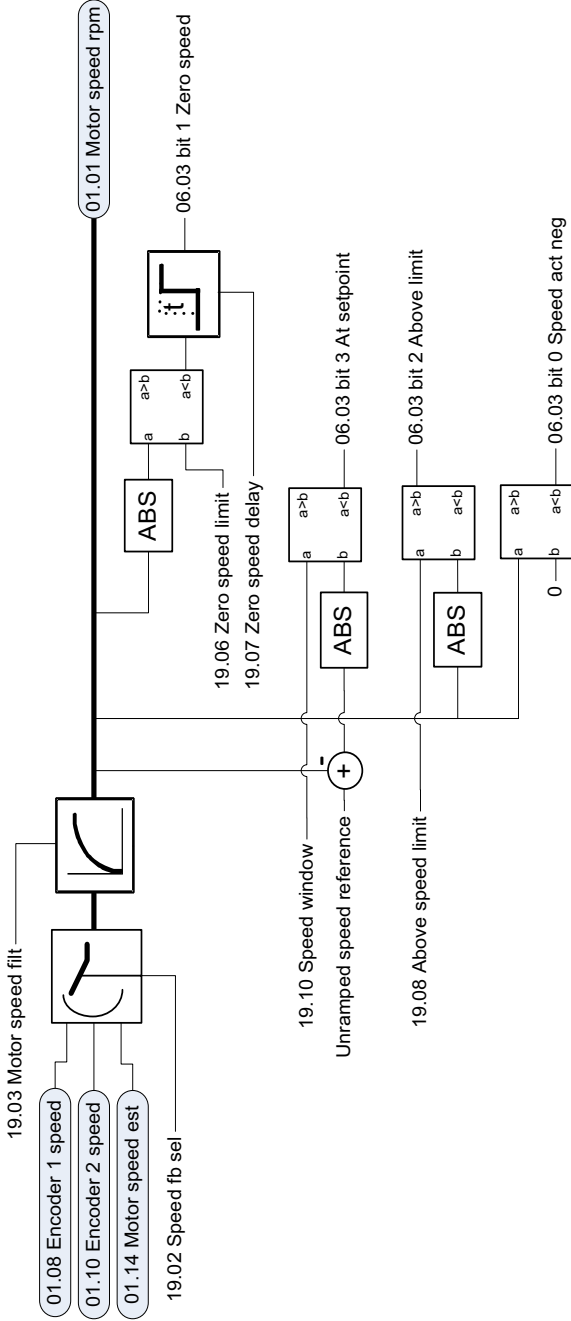 19.03 Motor speed filt
01.08 Encoder 1 speed
01.10 Encoder 2 speed
01.14 Motor speed est
19.02 Speed fb sel
01.01 Motor speed rpm
ABS
a
b
a>b
a<b
t
06.03 bit 1 Zero speed
19.06 Zero speed limit
19.07 Zero speed delay
19.10 Speed window
Unramped speed reference
-
+
ABS
a
b
a>b
a<b
06.03 bit 3 At setpoint
19.08 Above speed limit
ABS
a
b
a>b
a<b
06.03 bit 2 Above limit
0
a
b
a>b
a<b
06.03 bit 0 Speed act neg